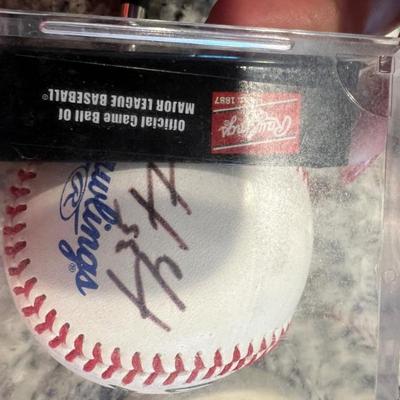 Official Game Ball Of
MAJOR LEAGUE BASEBALL®
Rawlings
EST. 1887
Rawlings®
R